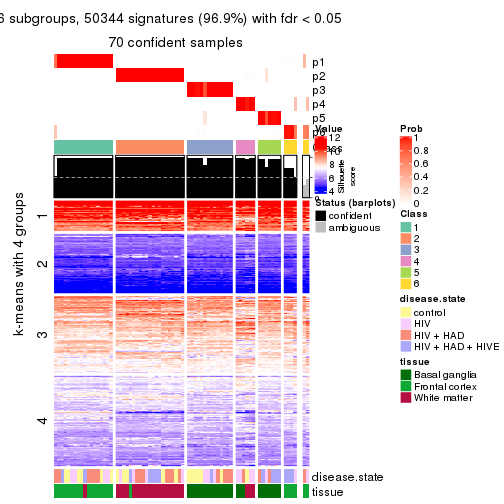 6 subgroups, 50344 signatures (96.9%) with fdr < 0.05
70 confident samples
p1
p2
p3
p4
p5
p6
Silhouette
score
k-means with 4 groups
1
2
3
4
disease.state
tissue
Value
12
10
8
6
4
Status (barplots)
confident
ambiguous
Prob
1
0.8
0.6
0.4
0.2
0
Class
1
2
3
4
5
6
disease.state
control
HIV
HIV + HAD
HIV + HAD + HIVE
tissue
Basal ganglia
Frontal cortex
White matter